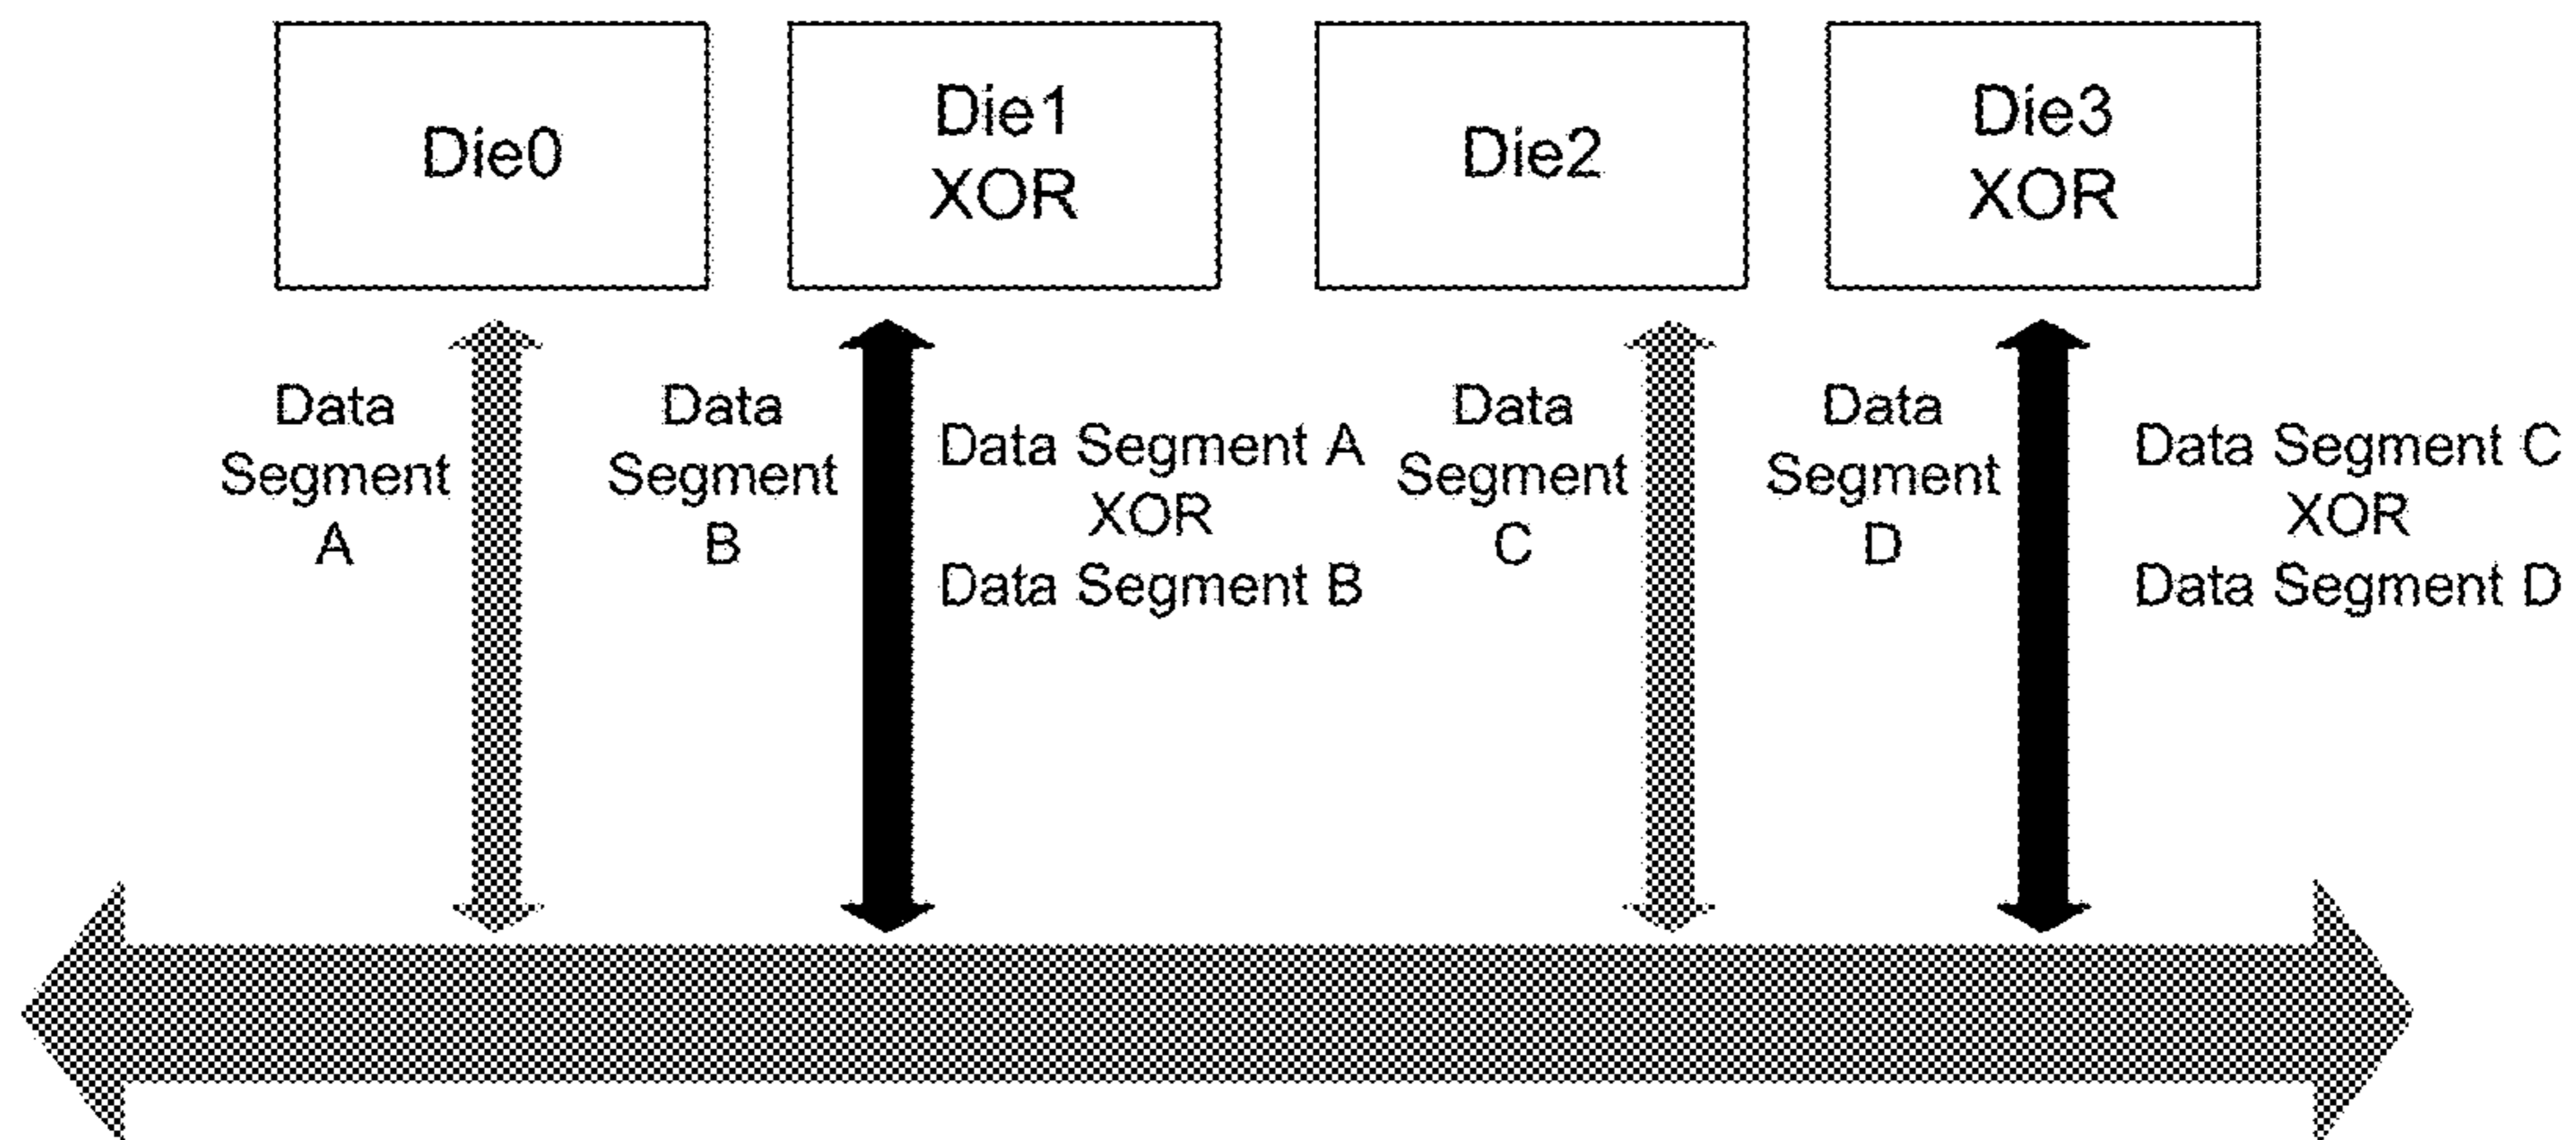 Die0
Die1
XOR
Die2
Die3
XOR
Data
Segment
A
Data
Segment
B
Data Segment A
XOR
Data Segment B
Data
Segment
C
Data
Segment
D
Data Segment C
XOR
Data Segment D